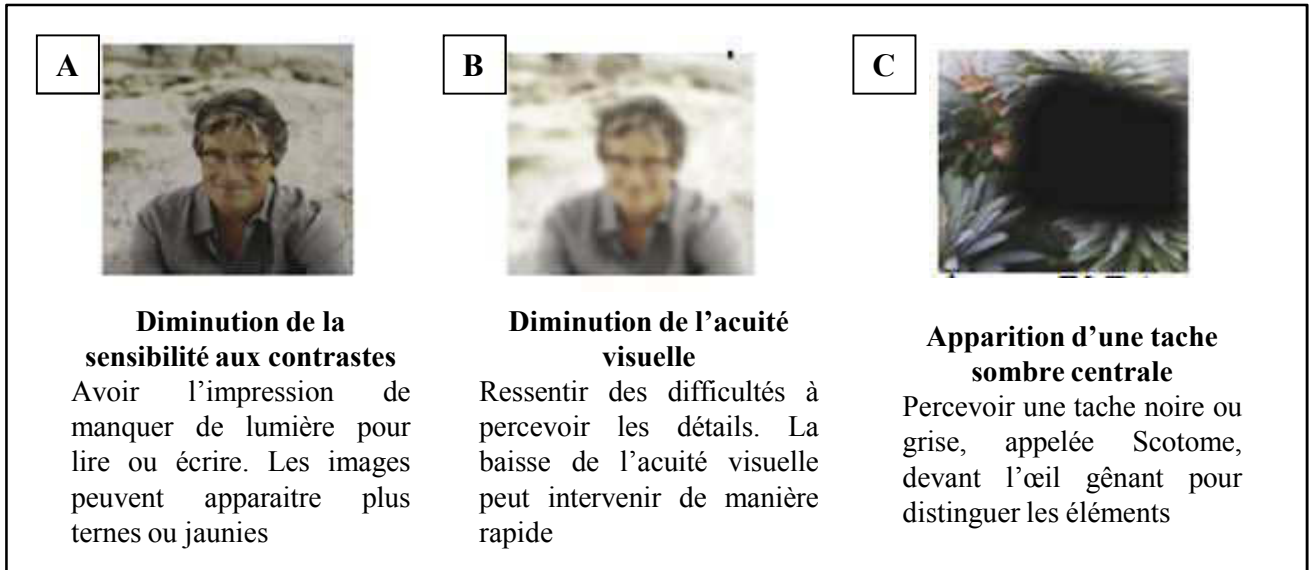 A
Diminution de la
sensibilité aux contrastes
Avoir l’impression de
manquer de lumière pour
lire ou écrire. Les images
peuvent apparaitre plus
ternes ou jaunies
B
Diminution de l’acuité
visuelle
Ressentir des difficultés à
percevoir les détails. La
baisse de l’acuité visuelle
peut intervenir de manière
rapide
C
Apparition d’une tache
sombre centrale
Percevoir une tache noire ou
grise, appelée Scotome,
devant l’œil gênant pour
distinguer les éléments